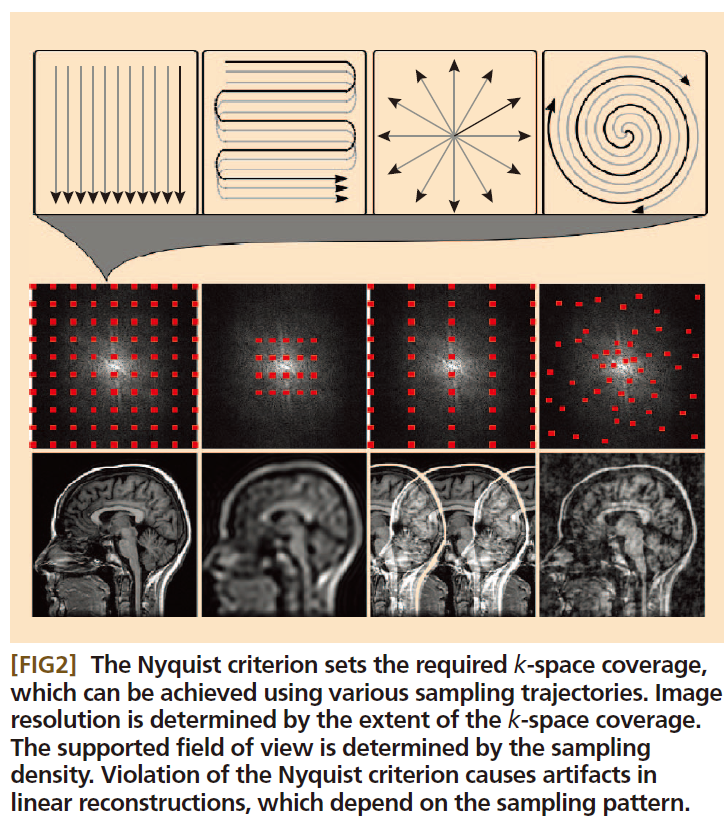 [FIG2] The Nyquist criterion sets the required k-space coverage,
which can be achieved using various sampling trajectories. Image
resolution is determined by the extent of the k-space coverage.
The supported field of view is determined by the sampling
density. Violation of the Nyquist criterion causes artifacts in
linear reconstructions, which depend on the sampling pattern.